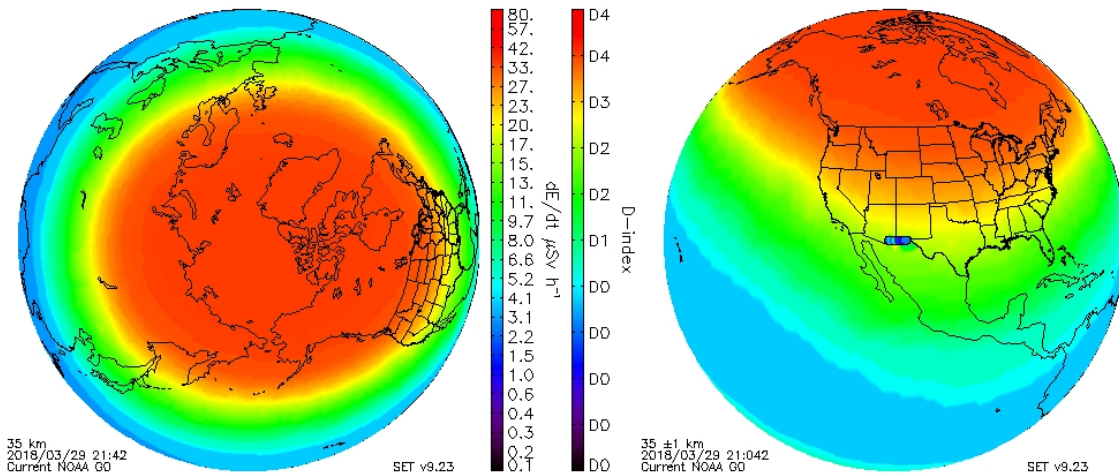 80.
57.
42.
33.
27.
23.
20.
17.
15.
13.
11.
9.7
8.0
6.6
5.2
4.1
3.1
2.2
1.5
1.0
0.6
0.4
0.3
0.2
0.1
dE/dt μSv h⁻¹
D4
D4
D3
D3
D2
D2
D1
D0
D0
D0
D0
D0
D-index
35 km
2018/03/29 21:42
Current NOAA G0
SET v9.23
35 ±1 km
2018/03/29 21:042
Current NOAA G0
SET v9.23